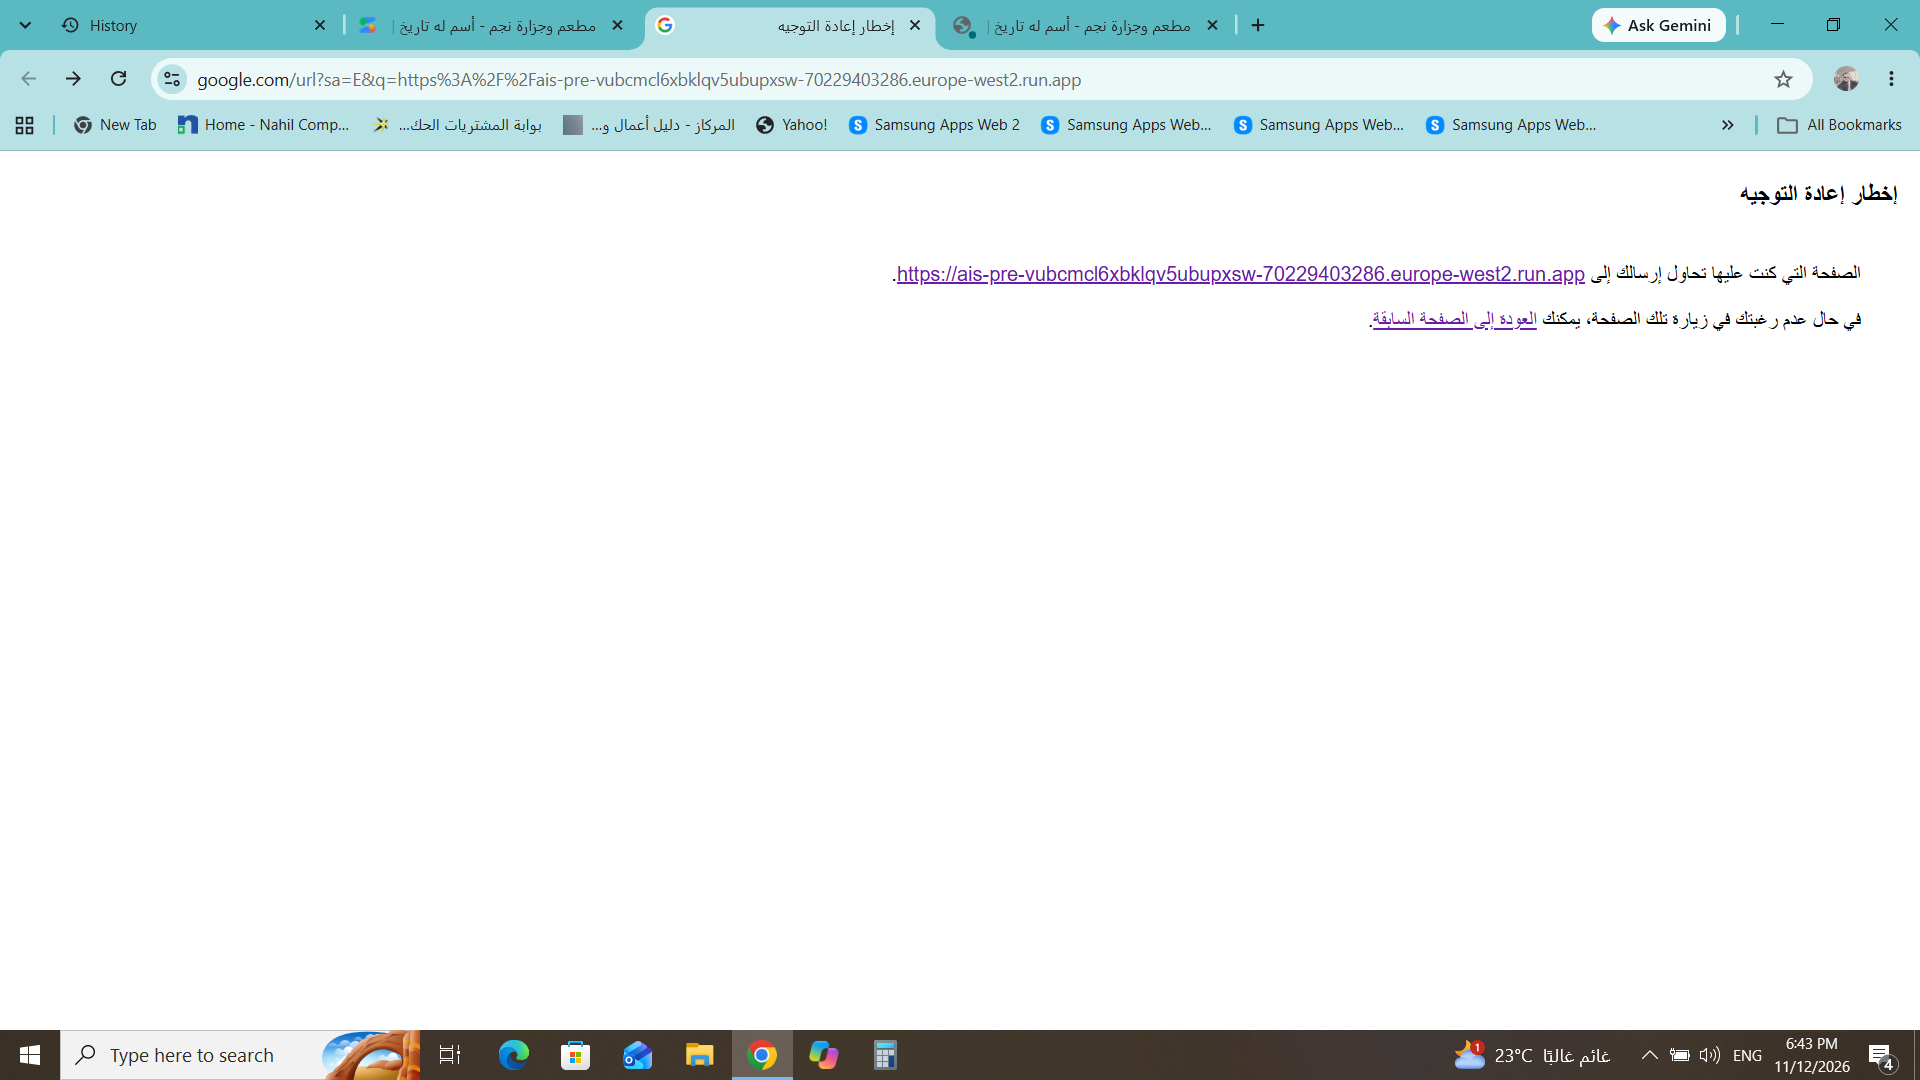 History
مطعم وجزارة نجم - أسم له تاريخ |
إخطار إعادة التوجيه
مطعم وجزارة نجم - أسم له تاريخ |
Ask Gemini
google.com/url?sa=E&q=https%3A%2F%2Fais-pre-vubcmcl6xbklqv5ubupxsw-70229403286.europe-west2.run.app
New Tab
Home - Nahil Comp...
بوابة المشتريات الحك...
المركاز - دليل أعمال و...
Yahoo!
Samsung Apps Web 2
Samsung Apps Web...
Samsung Apps Web...
Samsung Apps Web...
All Bookmarks
إخطار إعادة التوجيه
الصفحة التي كنت عليها تحاول إرسالك إلى https://ais-pre-vubcmcl6xbklqv5ubupxsw-70229403286.europe-west2.run.app.
في حال عدم رغبتك في زيارة تلك الصفحة، يمكنك العودة إلى الصفحة السابقة.
Type here to search
1
23°C غائم غالبًا
ENG
6:43 PM
11/12/2026
4